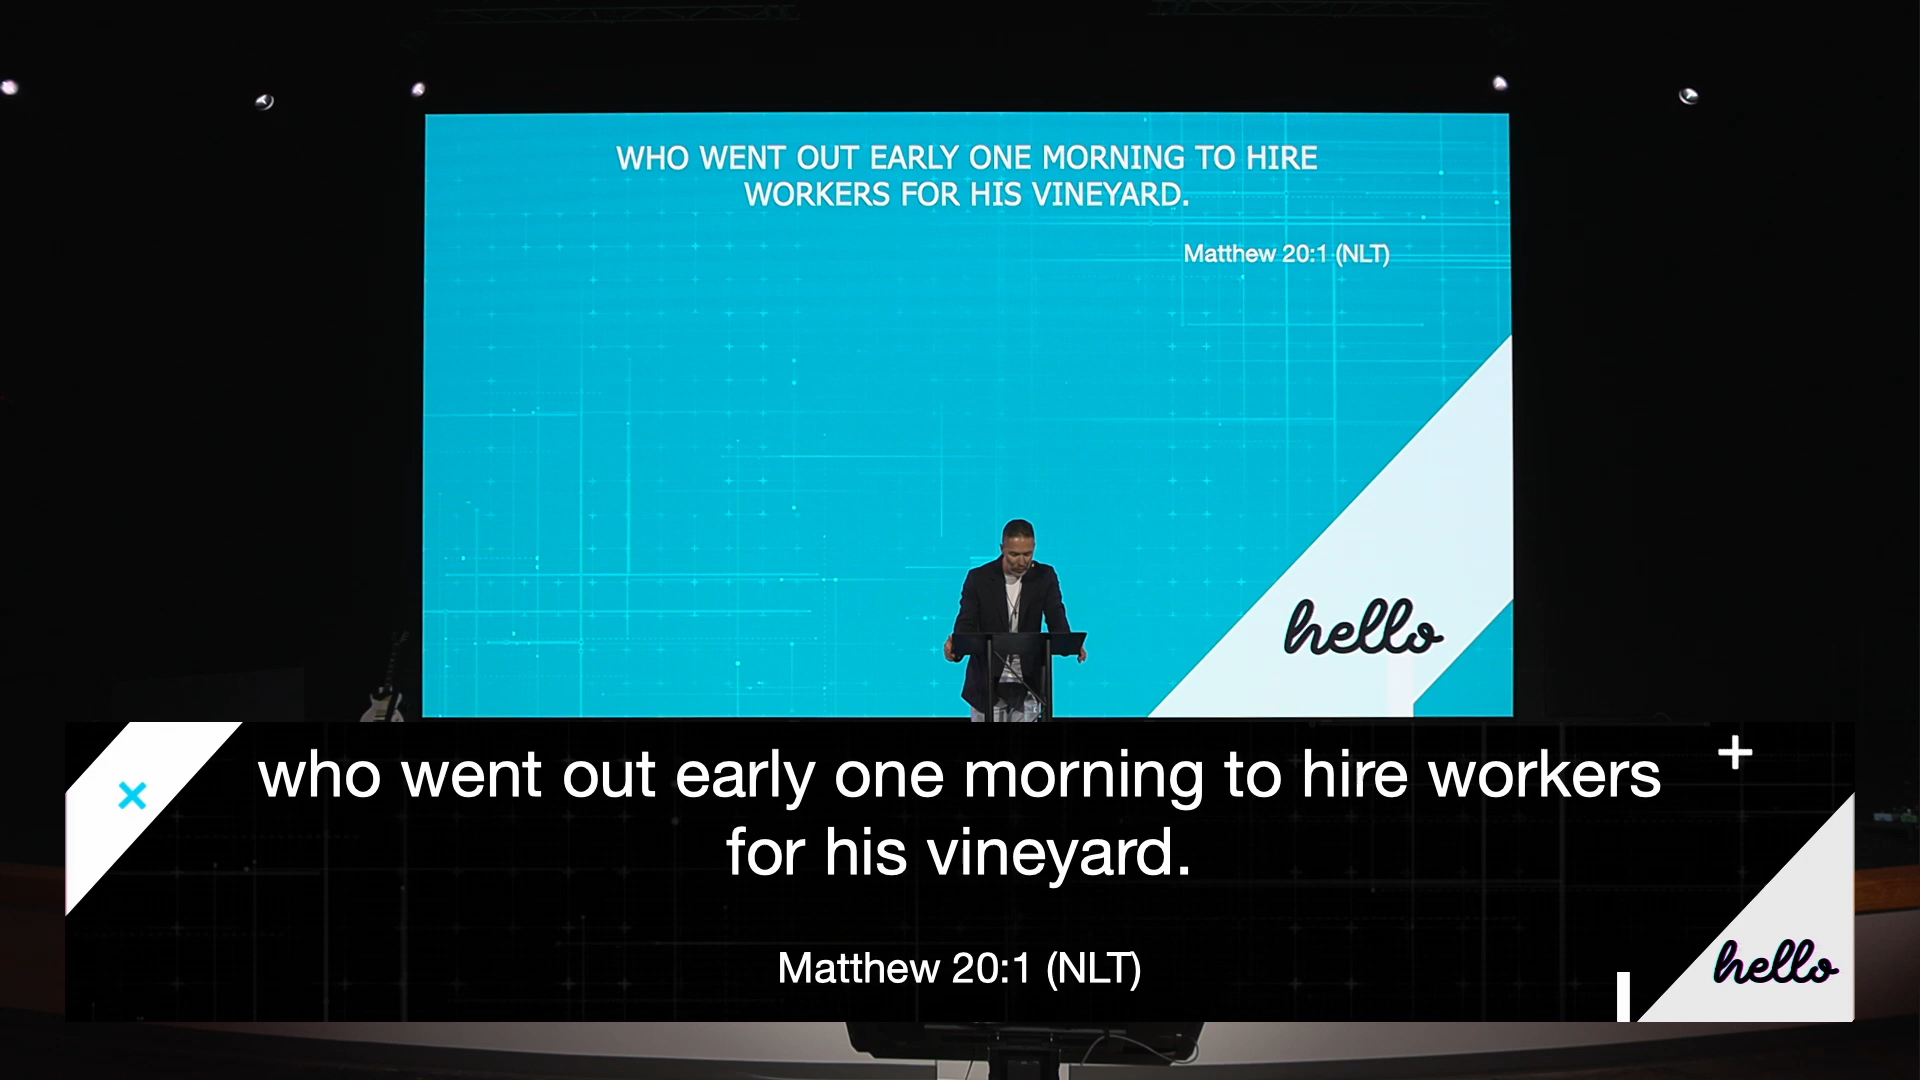 WHO WENT OUT EARLY ONE MORNING TO HIRE
WORKERS FOR HIS VINEYARD.
Matthew 20:1 (NLT)
hello
who went out early one morning to hire workers
for his vineyard.
Matthew 20:1 (NLT)
hello